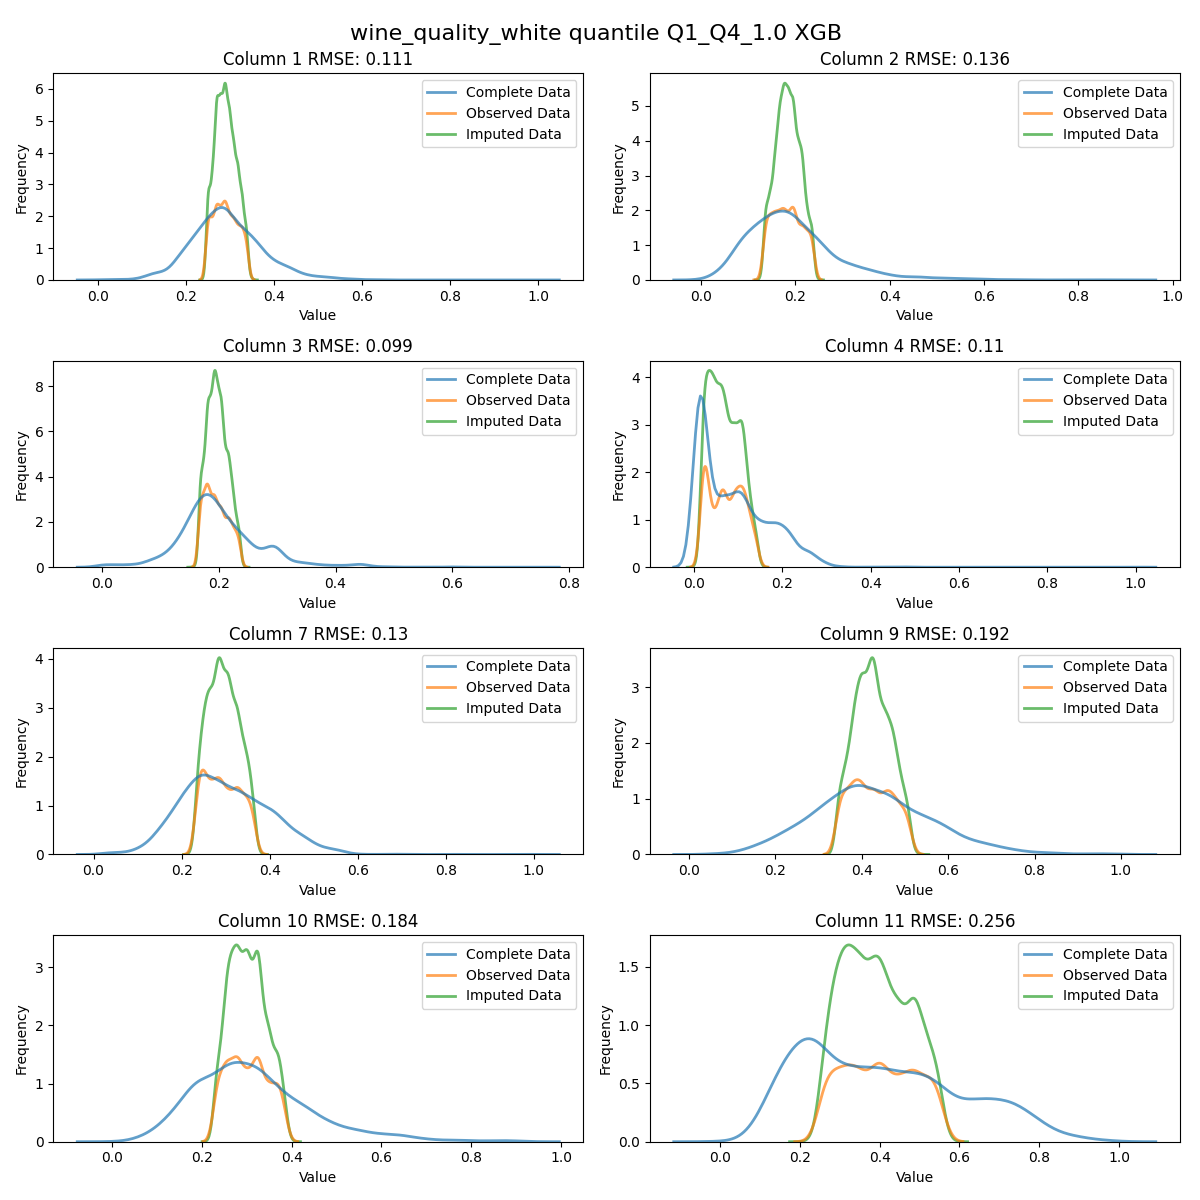 wine_quality_white quantile Q1_Q4_1.0 XGB
Column 1 RMSE: 0.111
Frequency
6
5
4
3
2
1
0
Complete Data
Observed Data
Imputed Data
0.0 0.2 0.4 0.6 0.8 1.0
Value
Column 2 RMSE: 0.136
Frequency
5
4
3
2
1
0
Complete Data
Observed Data
Imputed Data
0.0 0.2 0.4 0.6 0.8 1.0
Value
Column 3 RMSE: 0.099
Frequency
8
6
4
2
0
Complete Data
Observed Data
Imputed Data
0.0 0.2 0.4 0.6 0.8
Value
Column 4 RMSE: 0.11
Frequency
4
3
2
1
0
Complete Data
Observed Data
Imputed Data
0.0 0.2 0.4 0.6 0.8 1.0
Value
Column 7 RMSE: 0.13
Frequency
4
3
2
1
0
Complete Data
Observed Data
Imputed Data
0.0 0.2 0.4 0.6 0.8 1.0
Value
Column 9 RMSE: 0.192
Frequency
3
2
1
0
Complete Data
Observed Data
Imputed Data
0.0 0.2 0.4 0.6 0.8 1.0
Value
Column 10 RMSE: 0.184
Frequency
3
2
1
0
Complete Data
Observed Data
Imputed Data
0.0 0.2 0.4 0.6 0.8 1.0
Value
Column 11 RMSE: 0.256
Frequency
1.5
1.0
0.5
0.0
Complete Data
Observed Data
Imputed Data
0.0 0.2 0.4 0.6 0.8 1.0
Value